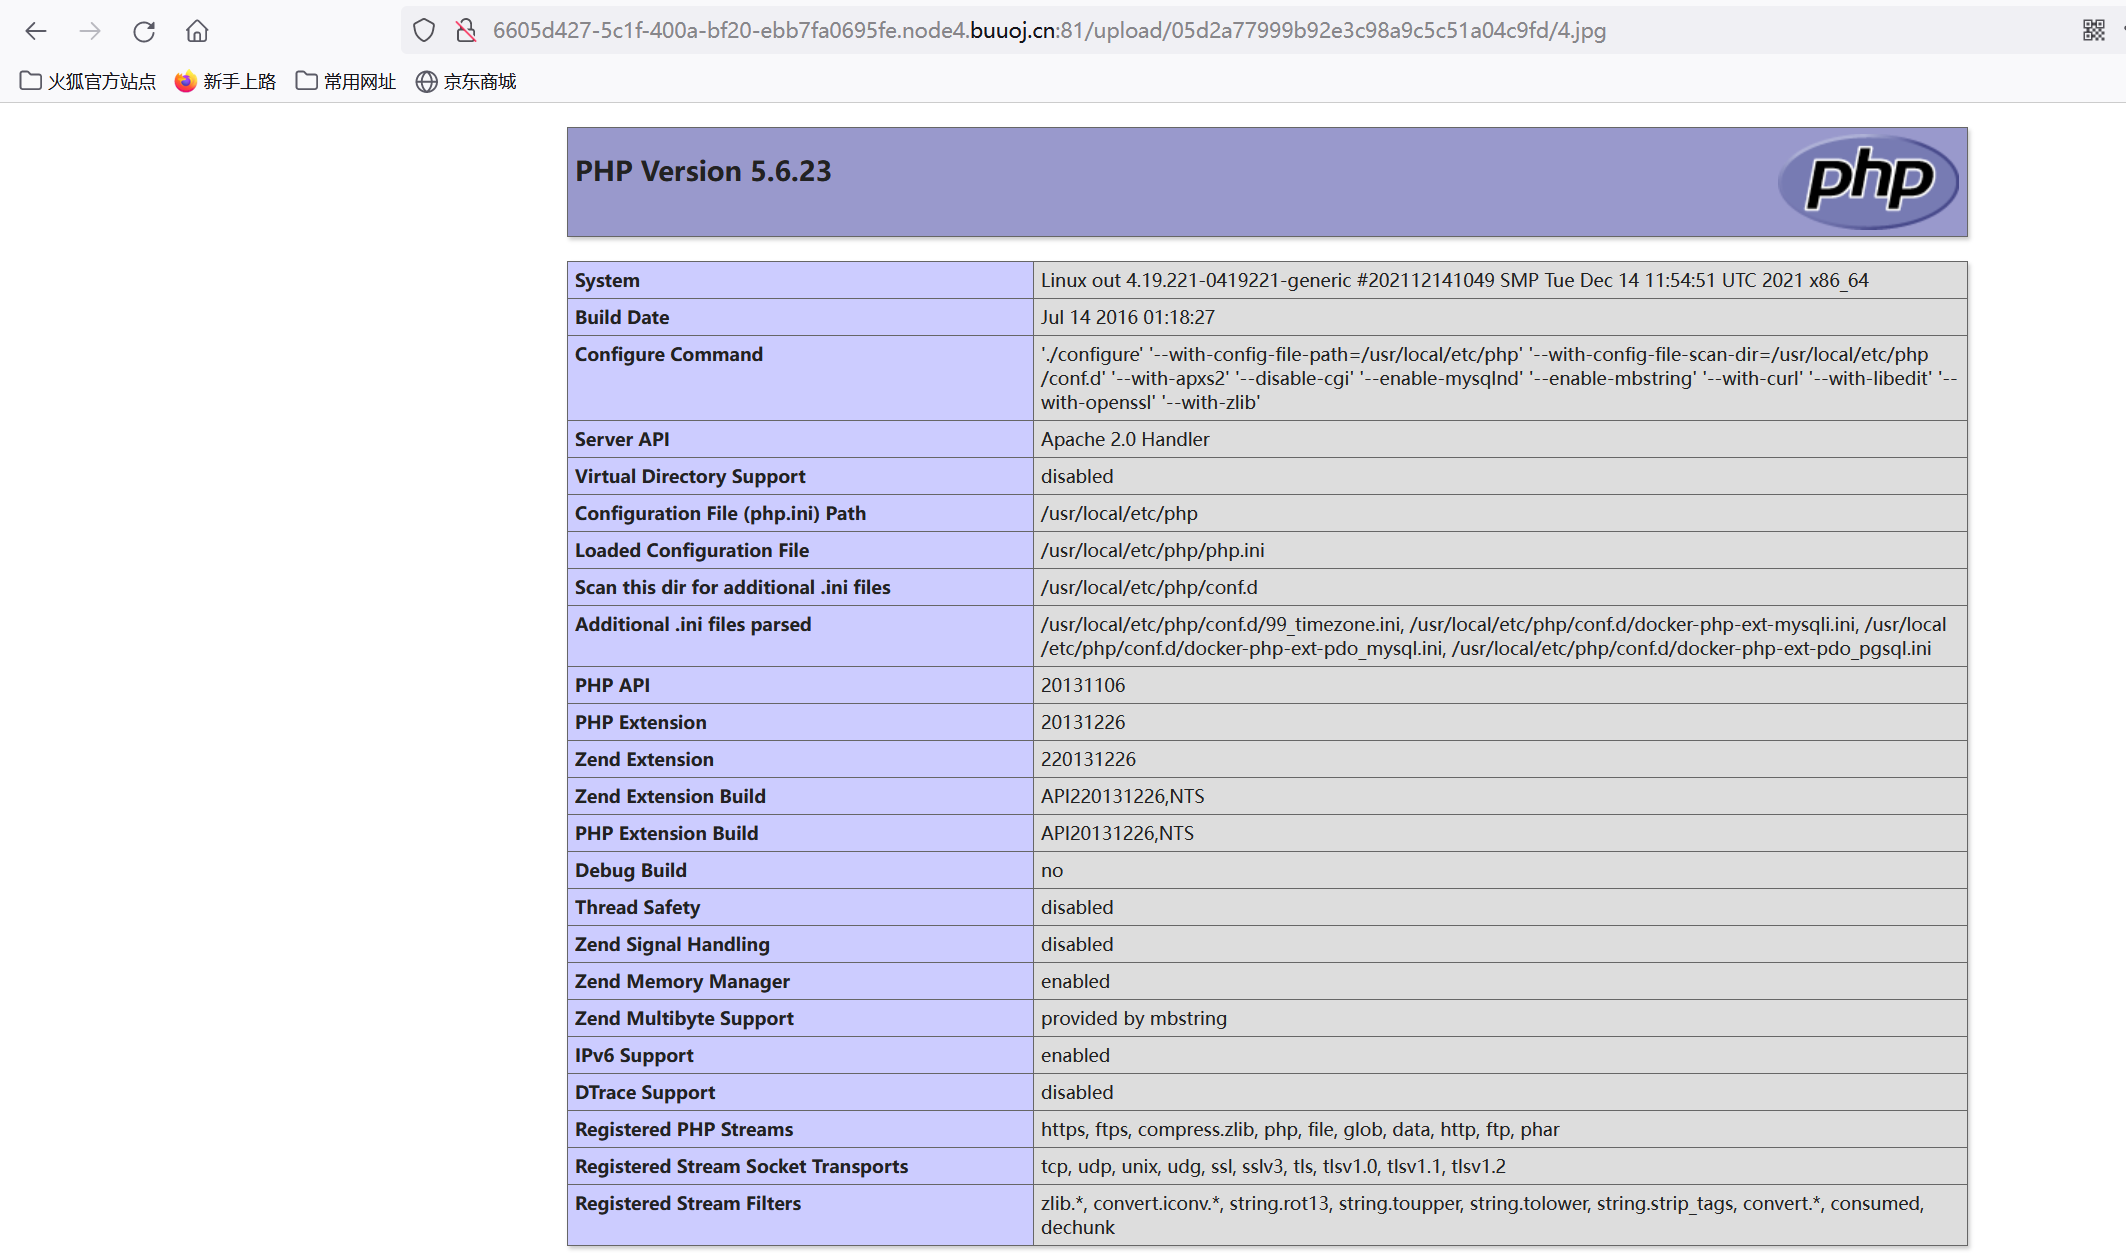 6605d427-5c1f-400a-bf20-ebb7fa0695fe.node4.buuoj.cn:81/upload/05d2a77999b92e3c98a9c5c51a04c9fd/4.jpg
火狐官方站点 新手上路 常用网址 京东商城
PHP Version 5.6.23 php
System Linux out 4.19.221-0419221-generic #202112141049 SMP Tue Dec 14 11:54:51 UTC 2021 x86_64
Build Date Jul 14 2016 01:18:27
Configure Command './configure' '--with-config-file-path=/usr/local/etc/php' '--with-config-file-scan-dir=/usr/local/etc/php
/conf.d' '--with-apxs2' '--disable-cgi' '--enable-mysqlnd' '--enable-mbstring' '--with-curl' '--with-libedit' '--
with-openssl' '--with-zlib'
Server API Apache 2.0 Handler
Virtual Directory Support disabled
Configuration File (php.ini) Path /usr/local/etc/php
Loaded Configuration File /usr/local/etc/php/php.ini
Scan this dir for additional .ini files /usr/local/etc/php/conf.d
Additional .ini files parsed /usr/local/etc/php/conf.d/99_timezone.ini, /usr/local/etc/php/conf.d/docker-php-ext-mysqli.ini, /usr/local
/etc/php/conf.d/docker-php-ext-pdo_mysql.ini, /usr/local/etc/php/conf.d/docker-php-ext-pdo_pgsql.ini
PHP API 20131106
PHP Extension 20131226
Zend Extension 220131226
Zend Extension Build API220131226,NTS
PHP Extension Build API20131226,NTS
Debug Build no
Thread Safety disabled
Zend Signal Handling disabled
Zend Memory Manager enabled
Zend Multibyte Support provided by mbstring
IPv6 Support enabled
DTrace Support disabled
Registered PHP Streams https, ftps, compress.zlib, php, file, glob, data, http, ftp, phar
Registered Stream Socket Transports tcp, udp, unix, udg, ssl, sslv3, tls, tlsv1.0, tlsv1.1, tlsv1.2
Registered Stream Filters zlib.*, convert.iconv.*, string.rot13, string.toupper, string.tolower, string.strip_tags, convert.*, consumed,
dechunk